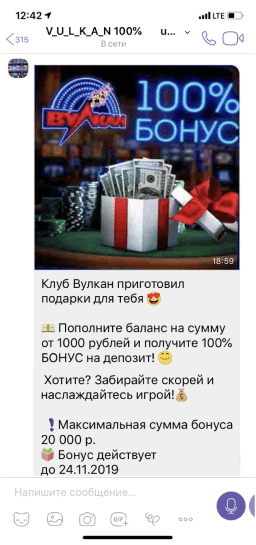 12:42
LTE
315
V_U_L_K_A_N 100% u...
В сети
ВУЛКАН
100%
БОНУС
18:59
Клуб Вулкан приготовил
подарки для тебя 😍
💵 Пополните баланс на сумму
от 1000 рублей и получите 100%
БОНУС на депозит! 😊
Хотите? Забирайте скорей и
наслаждайтесь игрой!💰
❗Максимальная сумма бонуса
20 000 р.
🎁 Бонус действует
до 24.11.2019
Напишите сообщение...
GIF